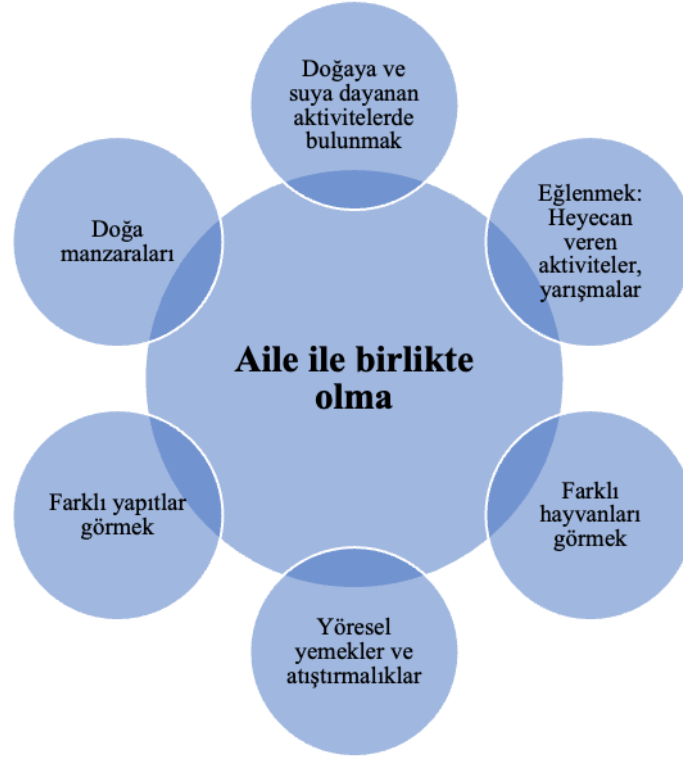 Doğaya ve
suya dayanan
aktivitelerde
bulunmak
Eğlenmek:
Heyecan
veren
aktiviteler,
yarışmalar
Doğa
manzaraları
Aile ile birlikte
olma
Farklı yapıtlar
görmek
Farklı
hayvanları
görmek
Yöresel
yemekler ve
atıştırmalıklar